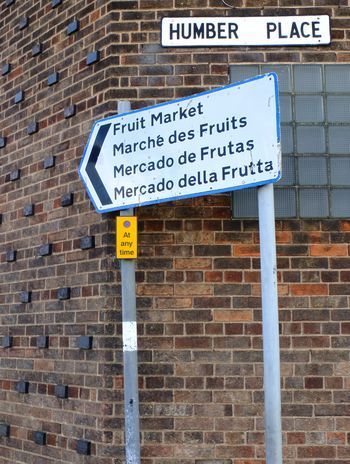 HUMBER PLACE
Fruit Market
Marché des Fruits
Mercado de Frutas
Mercado della Frutta
At
any
time